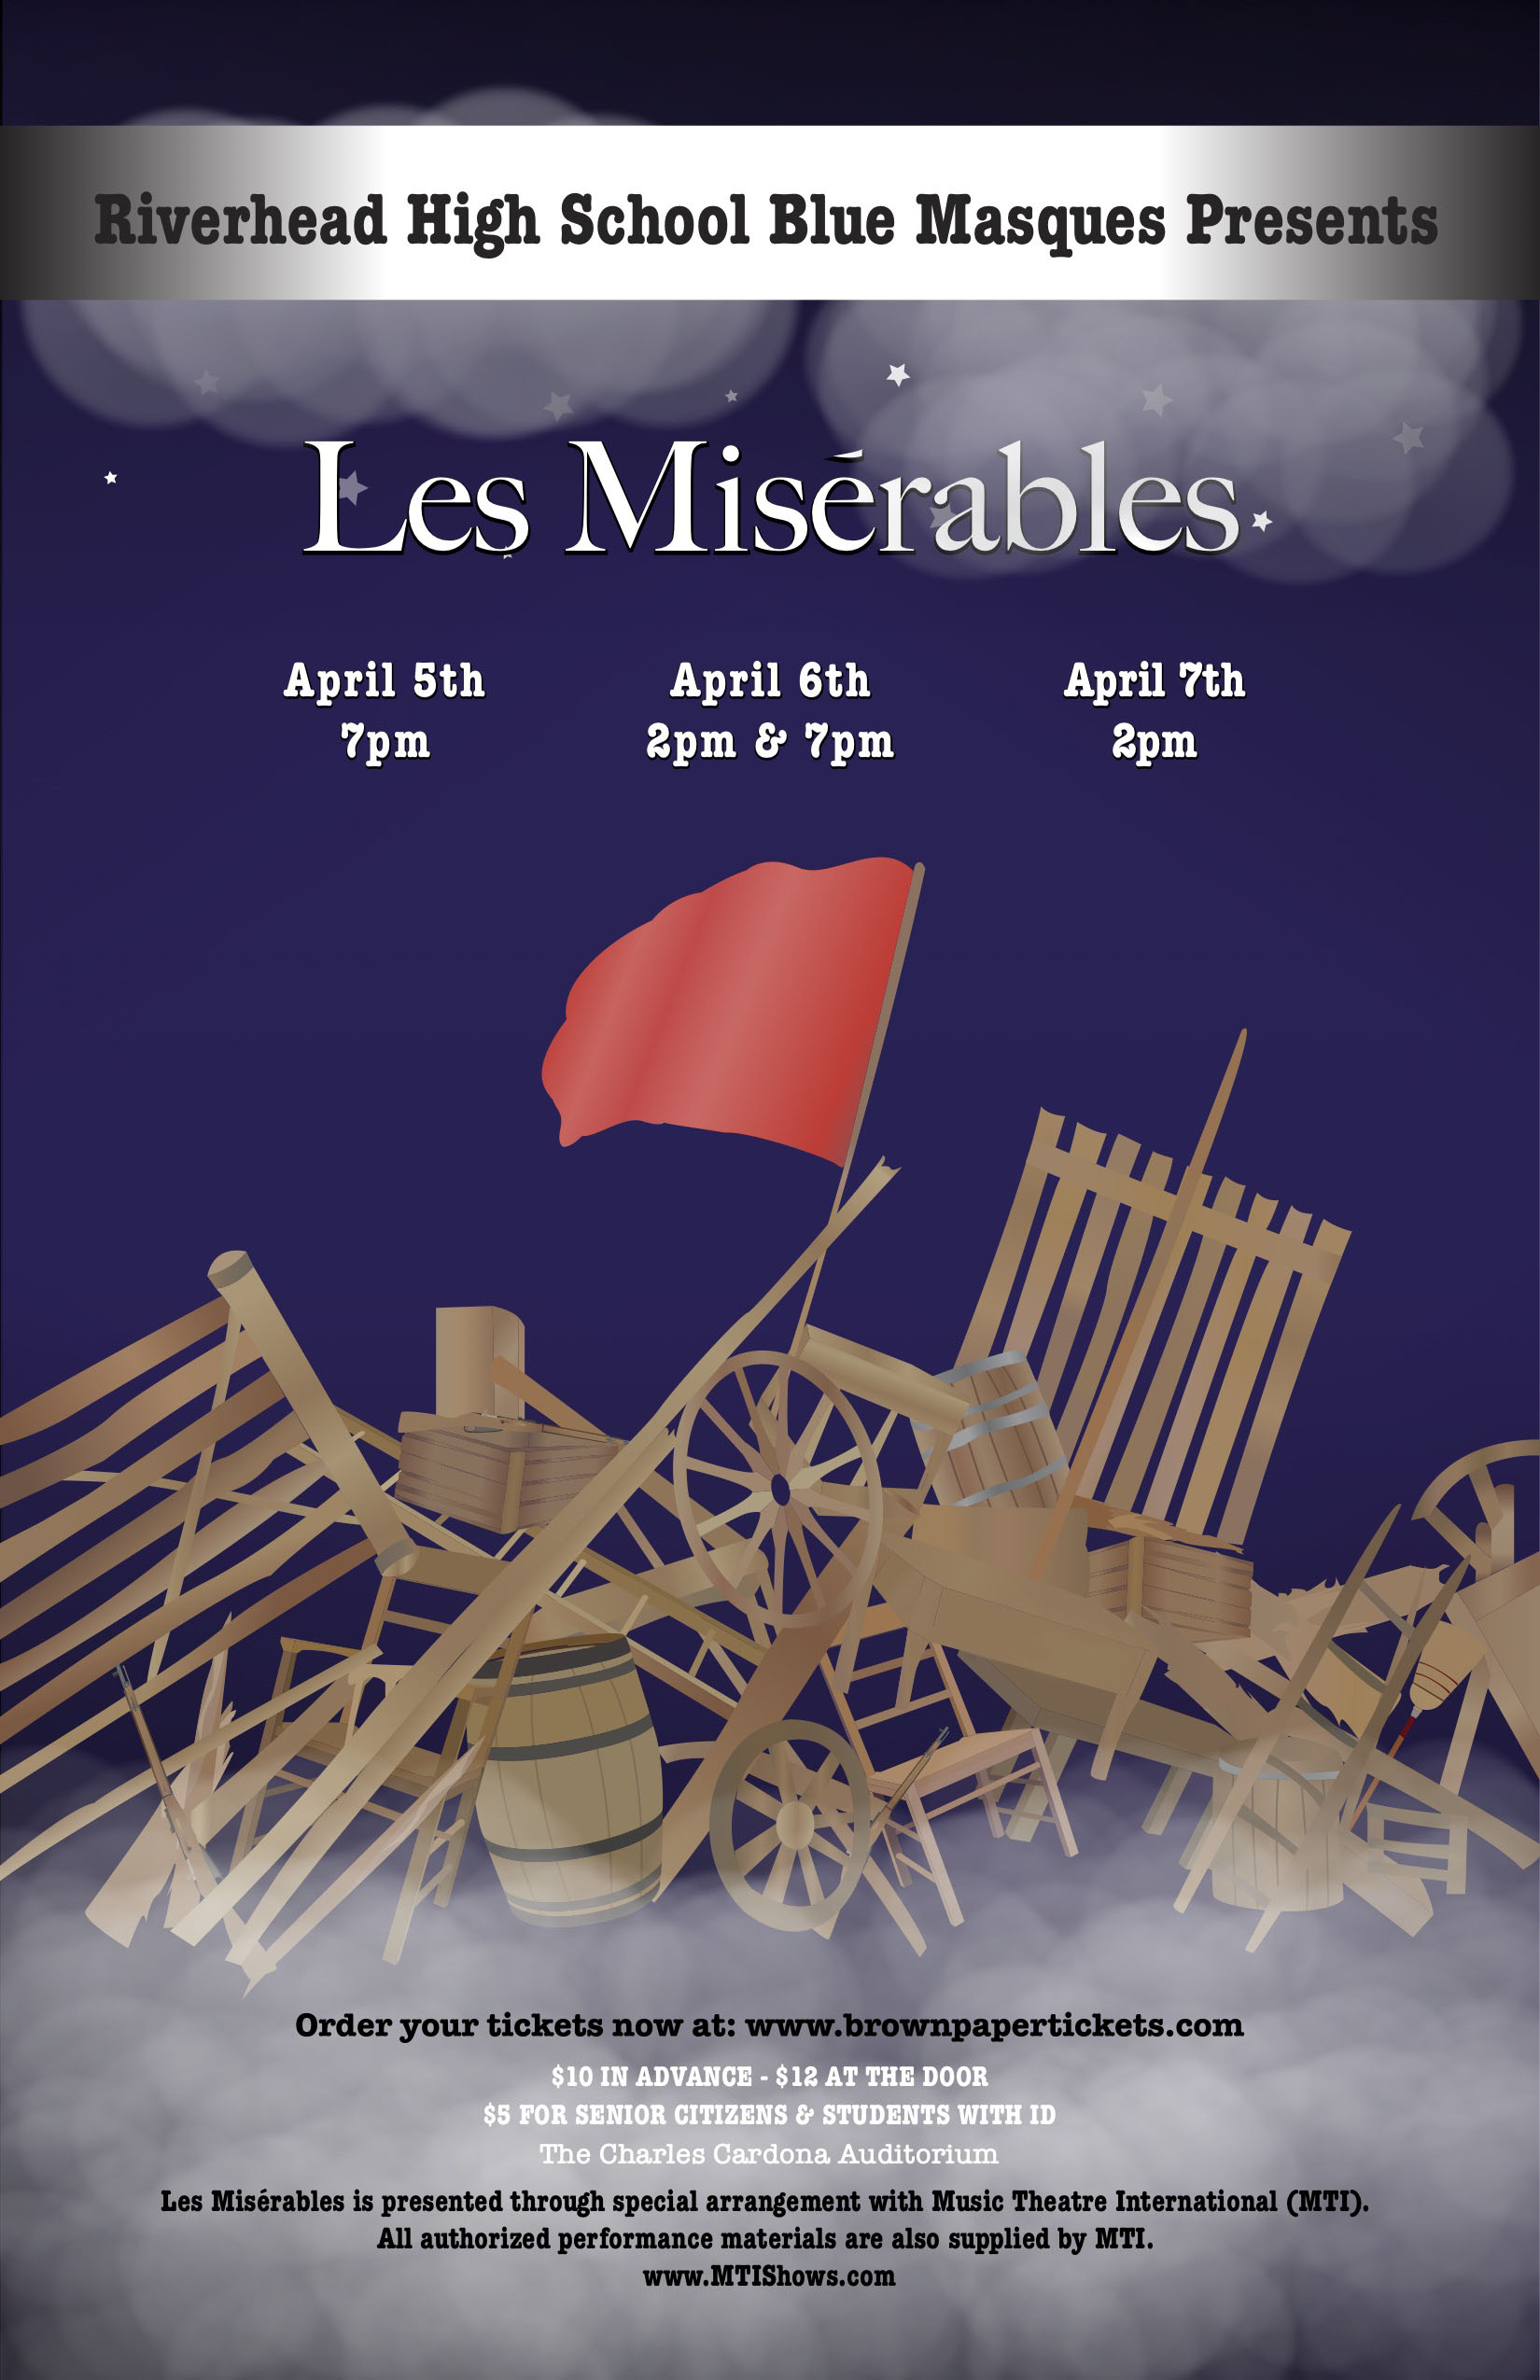 Riverhead High School Blue Masques Presents
Les Misérables
April 5th
7pm
April 6th
2pm & 7pm
April 7th
2pm
Order your tickets now at: www.brownpapertickets.com
$10 IN ADVANCE - $12 AT THE DOOR
$5 FOR SENIOR CITIZENS & STUDENTS WITH ID
The Charles Cardona Auditorium
Les Misérables is presented through special arrangement with Music Theatre International (MTI).
All authorized performance materials are also supplied by MTI.
www.MTIShows.com